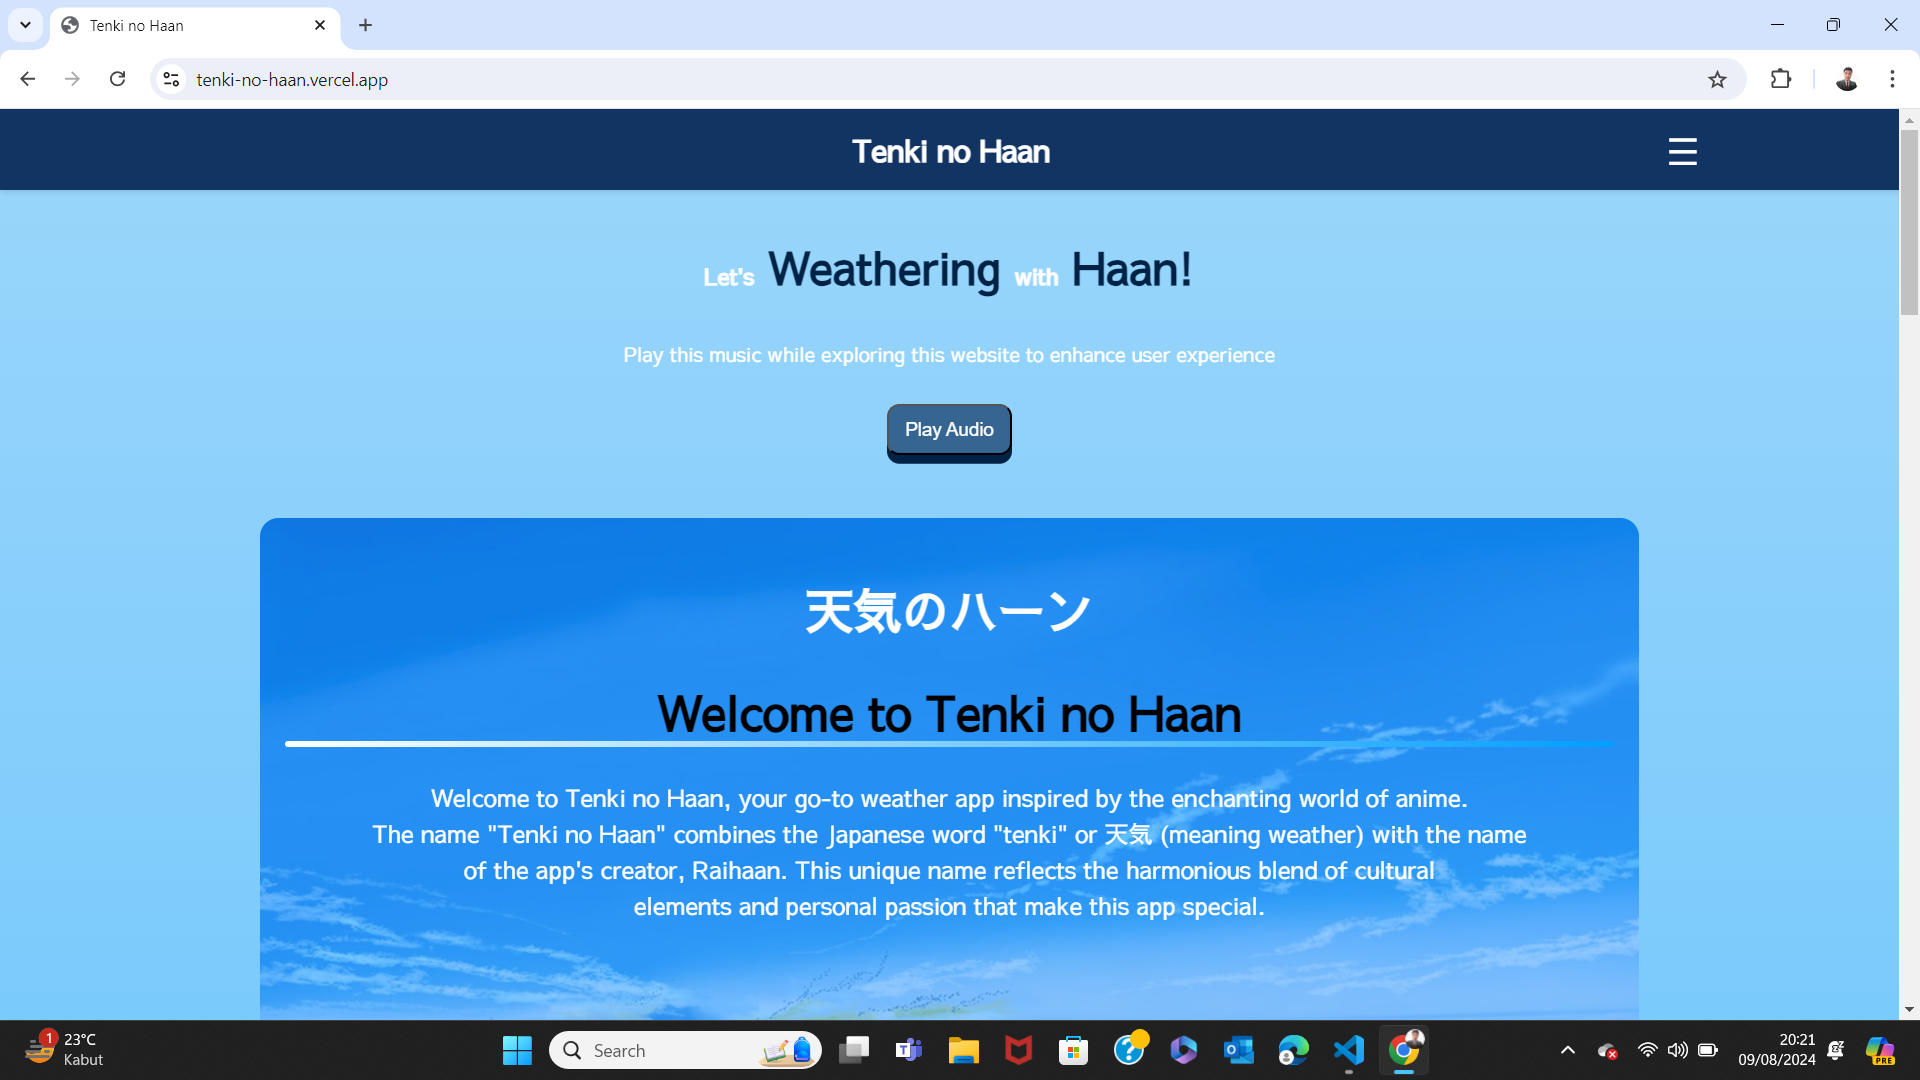 Tenki no Haan
tenki-no-haan.vercel.app
Tenki no Haan
Let's Weathering with Haan!
Play this music while exploring this website to enhance user experience
Play Audio
天気のハーン
Welcome to Tenki no Haan
Welcome to Tenki no Haan, your go-to weather app inspired by the enchanting world of anime.
The name "Tenki no Haan" combines the Japanese word "tenki" or 天気 (meaning weather) with the name
of the app's creator, Raihaan. This unique name reflects the harmonious blend of cultural
elements and personal passion that make this app special.
1
23°C
Kabut
Search
20:21
09/08/2024
PRE